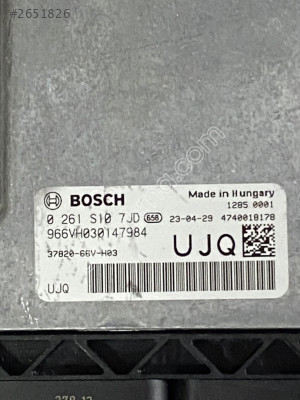 #2651826
BOSCH
Made in Hungary
1285 0001
0 261 S10 7JD 658 23-04-29 4740018178
966VH030147984
37820-66V-H03
UJQ
UJQ